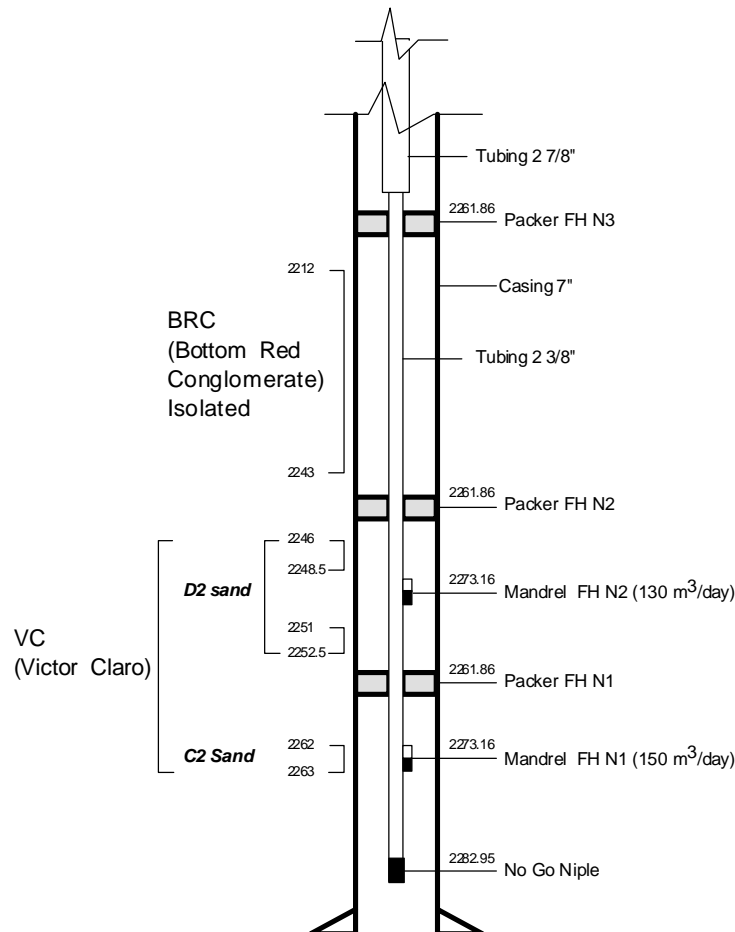 Tubing 2 7/8"
2261.86
Packer FH N3
2212
Casing 7"
BRC
(Bottom Red
Conglomerate)
Isolated
Tubing 2 3/8"
2243
2261.86
Packer FH N2
2246
2248.5
D2 sand
2273.16
Mandrel FH N2 (130 m³/day)
2251
2252.5
VC
(Victor Claro)
2261.86
Packer FH N1
C2 Sand
2262
2263
2273.16
Mandrel FH N1 (150 m³/day)
2282.95
No Go Niple